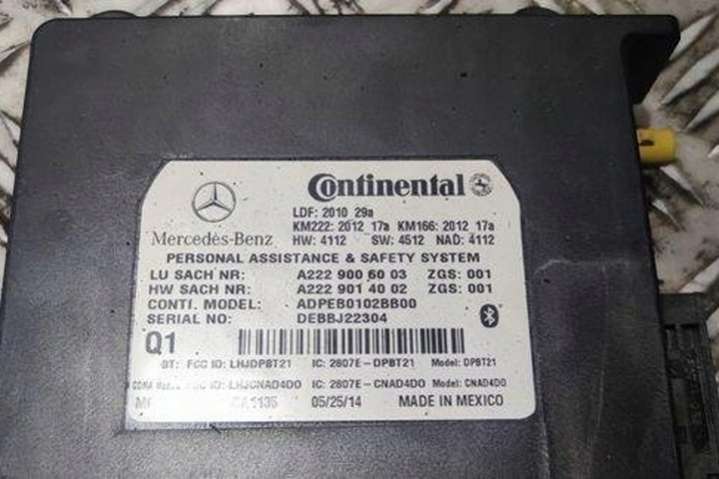 Continental
Mercedes-Benz
LDF: 2010 29a
KM222: 2012 17a KM166: 2012 17a
HW: 4112 SW: 4512 NAD: 4112
PERSONAL ASSISTANCE & SAFETY SYSTEM
LU SACH NR: A222 900 60 03 ZGS: 001
HW SACH NR: A222 901 40 02 ZGS: 001
CONTI. MODEL: ADPEB0102BB00
SERIAL NO: DEBBJ22304
Q1
BT: FCC ID: LHJDPBT21 IC: 2807E-DPBT21 Model: DPBT21
FCC ID: LHJCNAD4DO IC: 2807E-CNAD4DO Model: CNAD4DO
05/25/14 MADE IN MEXICO